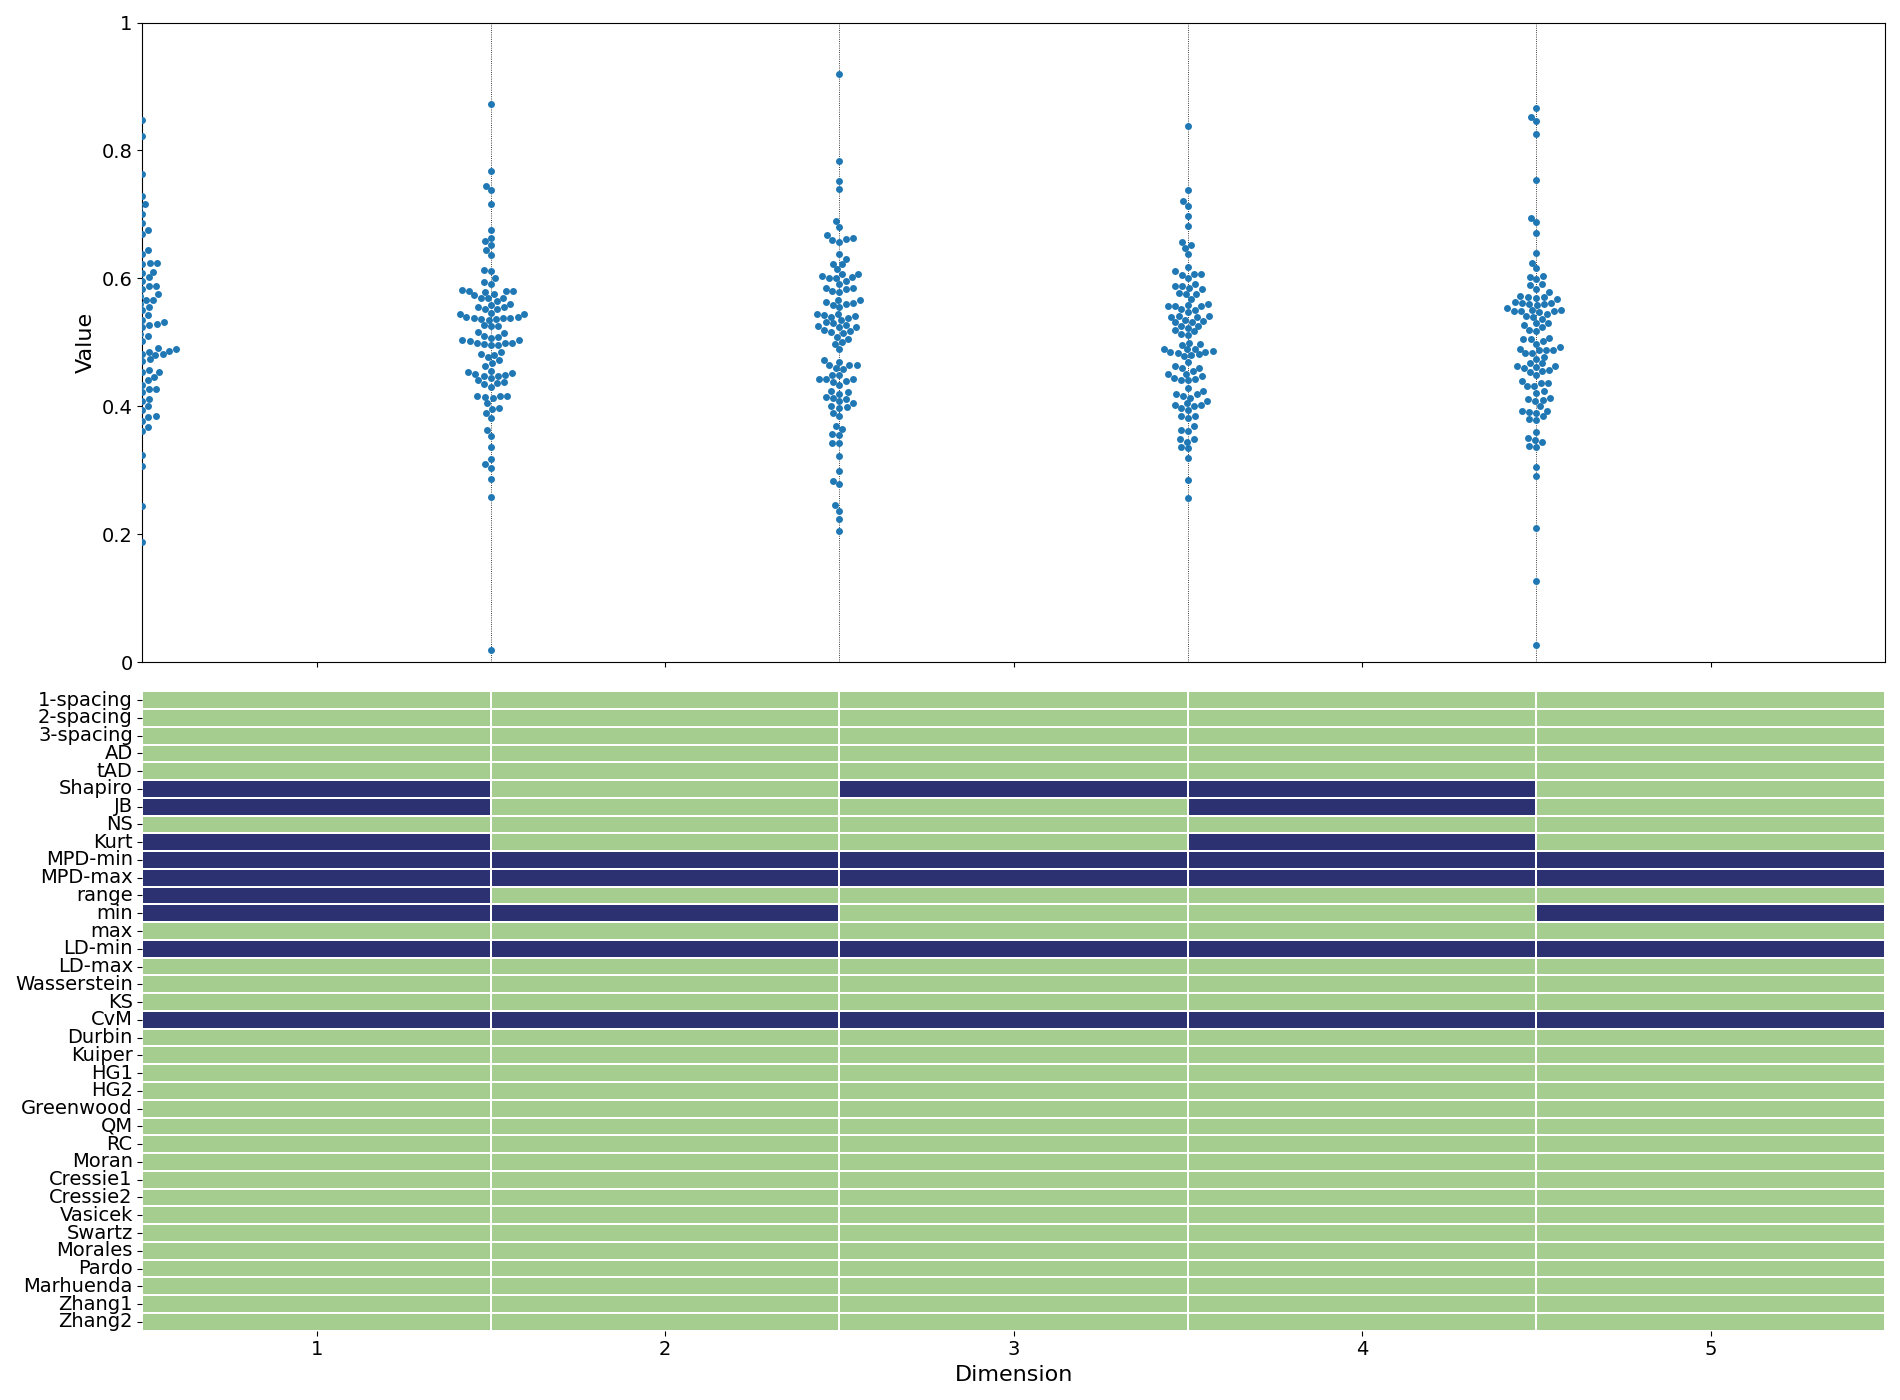 1
0.8
0.6
0.4
0.2
0
Value
1-spacing
2-spacing
3-spacing
AD
tAD
Shapiro
JB
NS
Kurt
MPD-min
MPD-max
range
min
max
LD-min
LD-max
Wasserstein
KS
CvM
Durbin
Kuiper
HG1
HG2
Greenwood
QM
RC
Moran
Cressie1
Cressie2
Vasicek
Swartz
Morales
Pardo
Marhuenda
Zhang1
Zhang2
1 2 3 4 5
Dimension